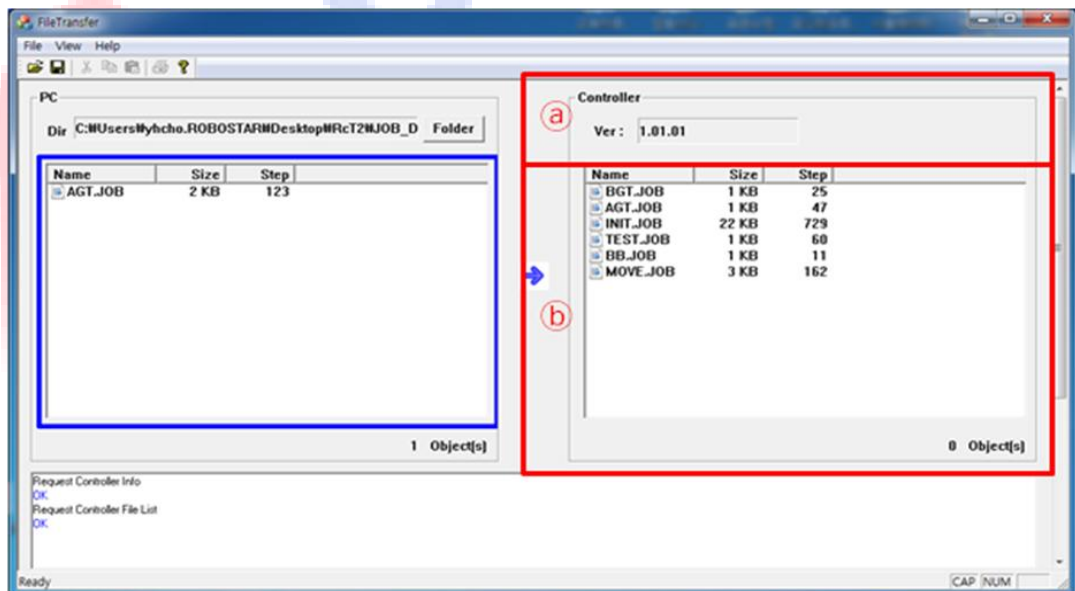 FileTransfer
File View Help
PC
Dir C:₩Users₩yhcho.ROBOSTAR₩Desktop₩RcT2₩JOB_D Folder
Name Size Step
AGT.JOB 2 KB 123
1 Object(s)
ⓐ
Controller
Ver : 1.01.01
ⓑ
Name Size Step
BGT.JOB 1 KB 25
AGT.JOB 1 KB 47
INIT.JOB 22 KB 729
TEST.JOB 1 KB 60
BB.JOB 1 KB 11
MOVE.JOB 3 KB 162
0 Object(s)
Request Controller Info
OK
Request Controller File List
OK
Ready
CAP NUM